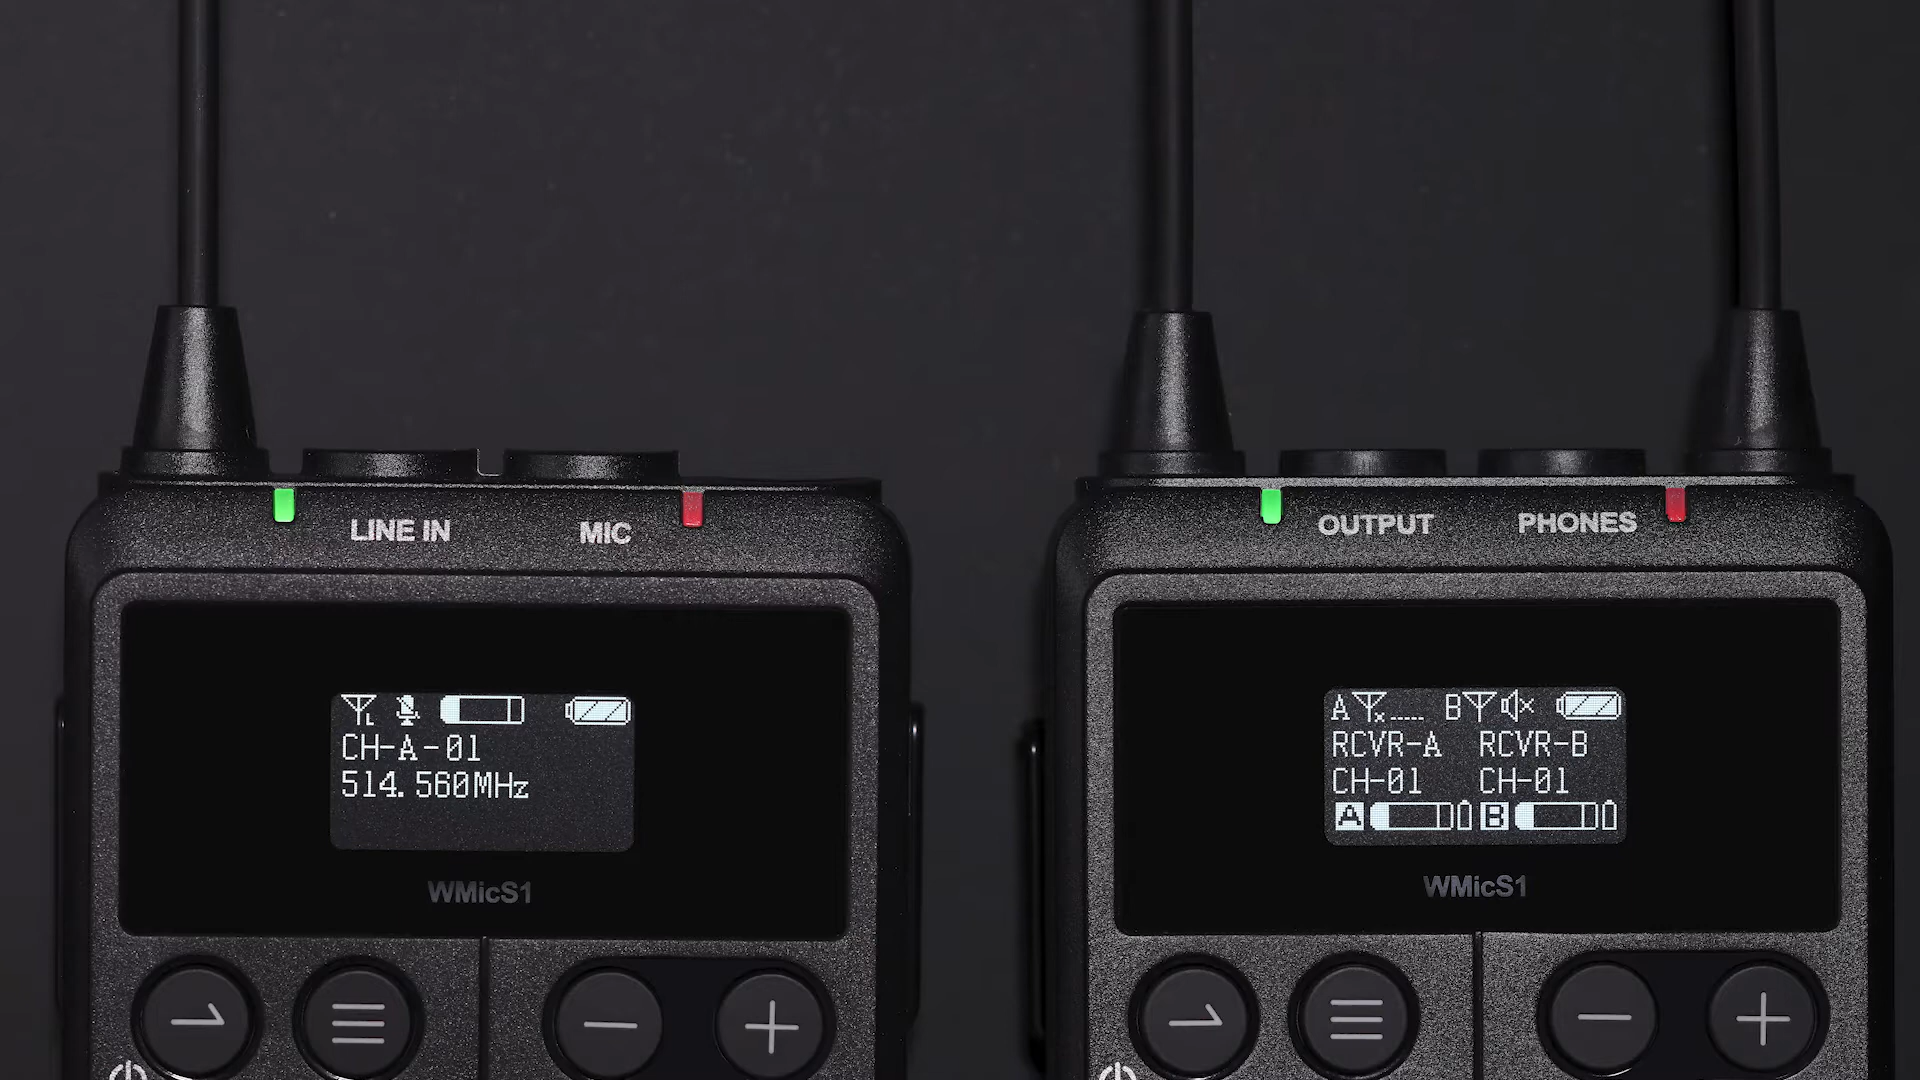 LINE IN MIC
CH-A-01
514.560MHz
WMicS1
OUTPUT PHONES
A B
RCVR-A RCVR-B
CH-01 CH-01
A B
WMicS1